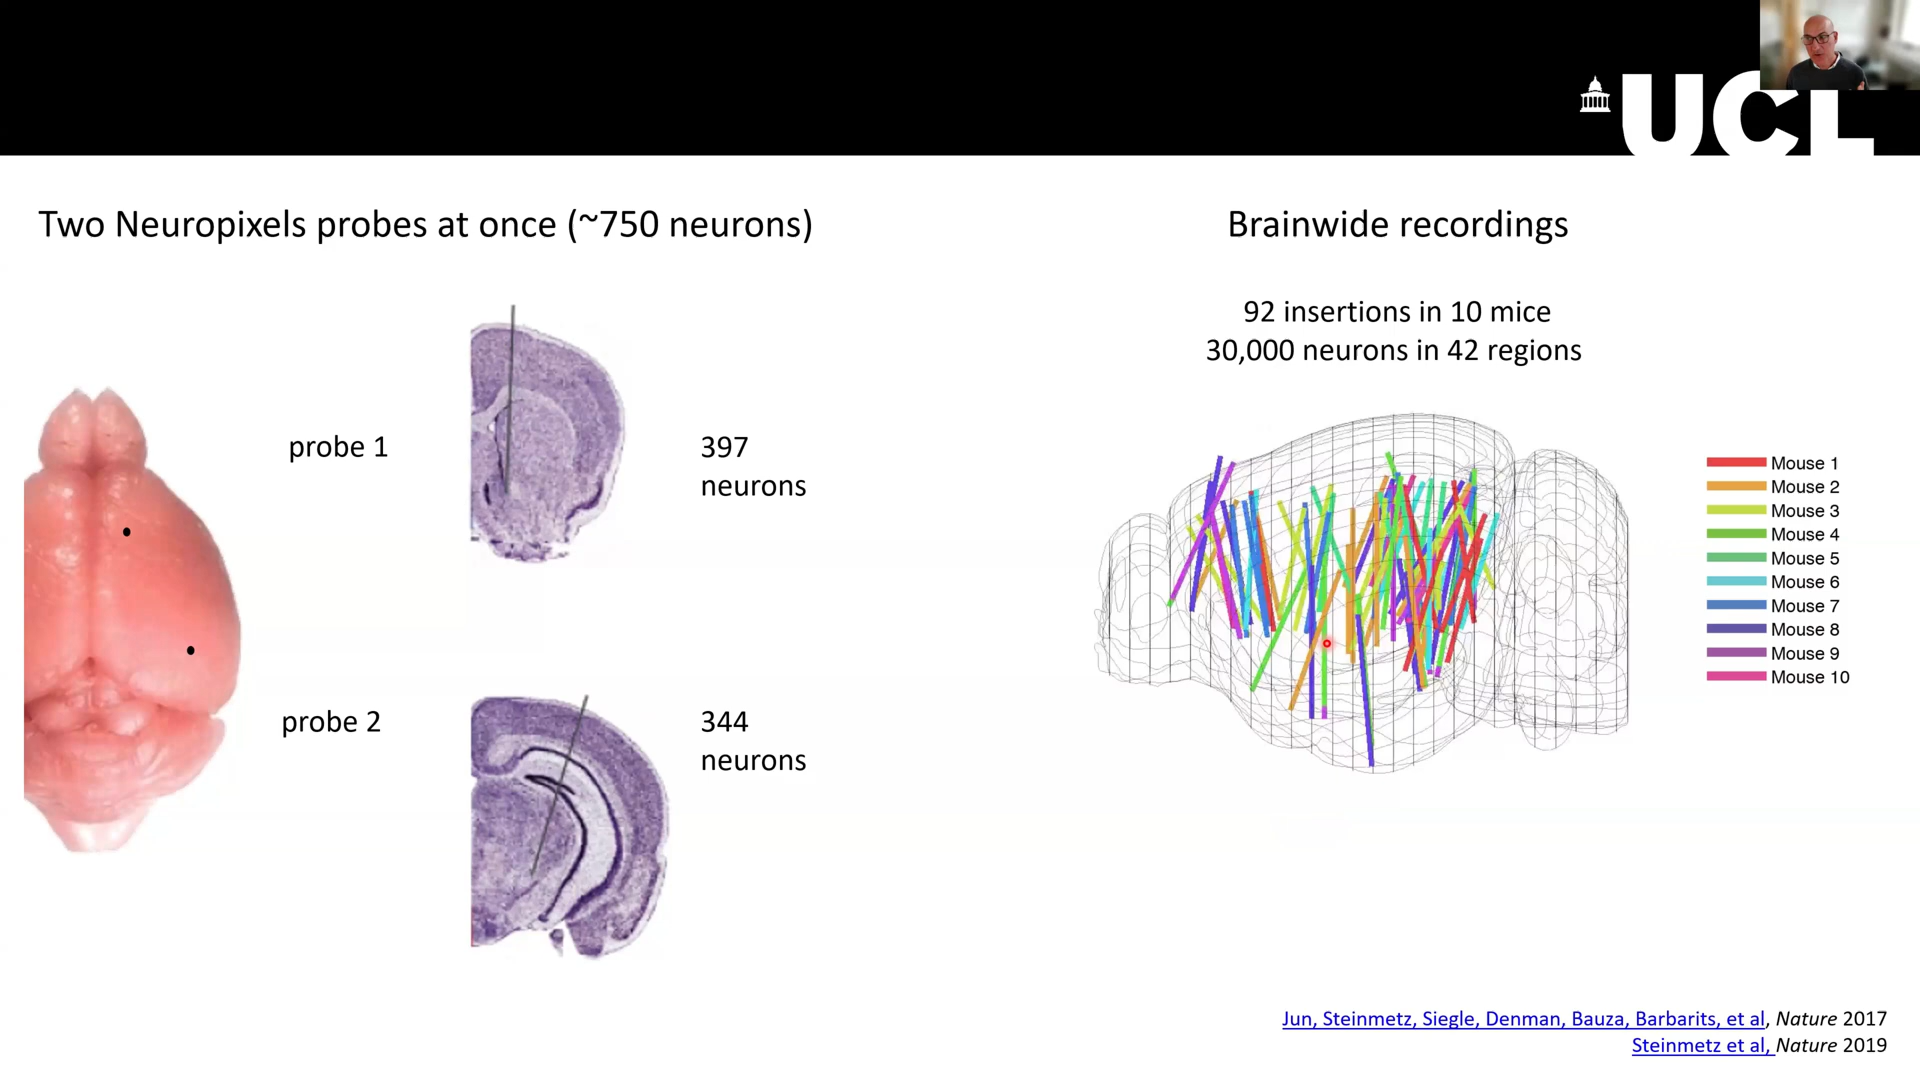 UCL
Two Neuropixels probes at once (~750 neurons)
probe 1
397
neurons
probe 2
344
neurons
Brainwide recordings
92 insertions in 10 mice
30,000 neurons in 42 regions
Mouse 1
Mouse 2
Mouse 3
Mouse 4
Mouse 5
Mouse 6
Mouse 7
Mouse 8
Mouse 9
Mouse 10
Jun, Steinmetz, Siegle, Denman, Bauza, Barbarits, et al, Nature 2017
Steinmetz et al, Nature 2019